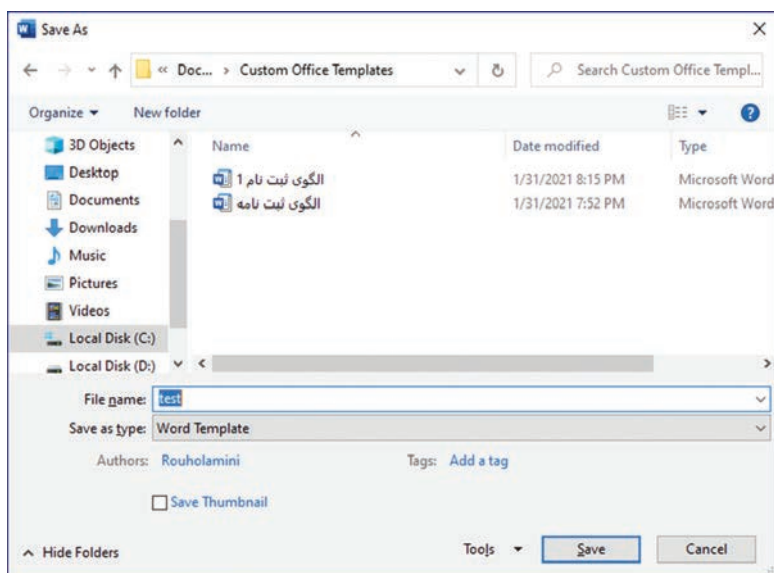 Save As
« Doc... › Custom Office Templates
Search Custom Office Templ...
Organize
New folder
3D Objects
Desktop
Documents
Downloads
Music
Pictures
Videos
Local Disk (C:)
Local Disk (D:)
Name Date modified Type
الگوی ثبت نام 1 1/31/2021 8:15 PM Microsoft Word
الگوی ثبت نامه 1/31/2021 7:52 PM Microsoft Word
File name: test
Save as type: Word Template
Authors: Rouholamini Tags: Add a tag
Save Thumbnail
Hide Folders Tools Save Cancel